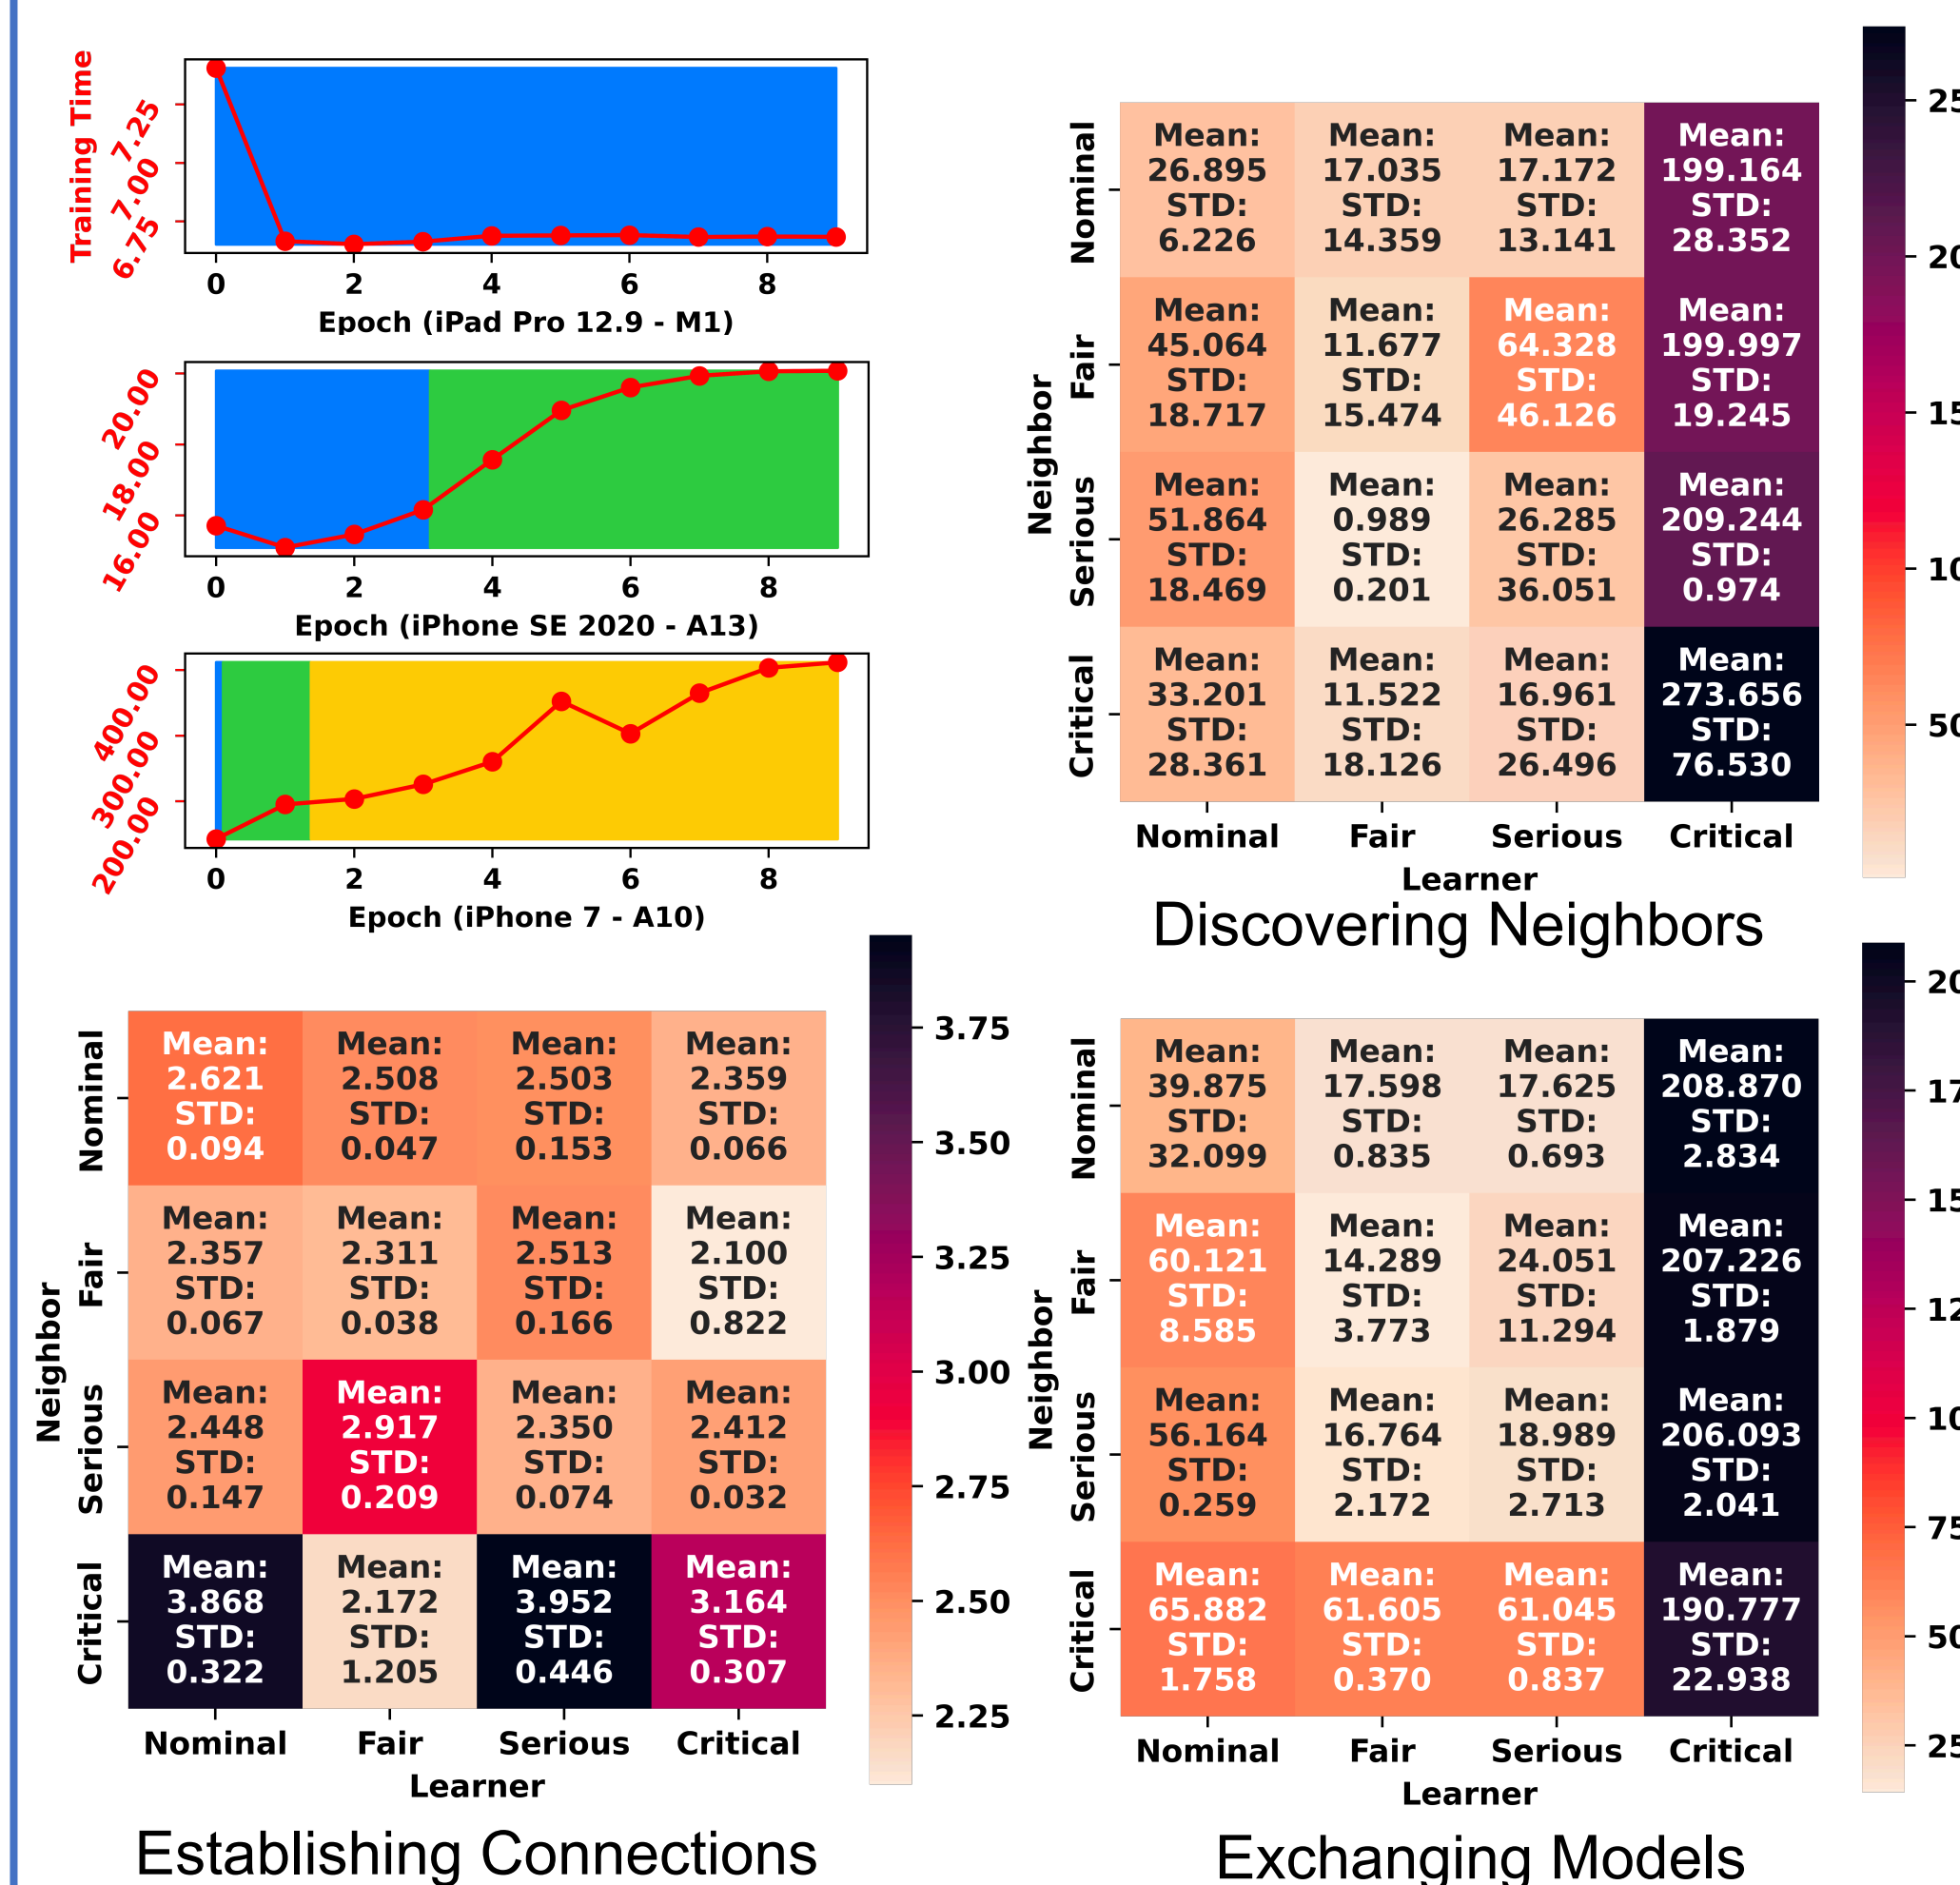 Training Time
7.25
7.00
6.75
0 2 4 6 8
Epoch (iPad Pro 12.9 - M1)
20.00
18.00
16.00
0 2 4 6 8
Epoch (iPhone SE 2020 - A13)
400.00
300.00
200.00
0 2 4 6 8
Epoch (iPhone 7 - A10)
Neighbor
Nominal
Mean: Mean: Mean: Mean:
26.895 17.035 17.172 199.164
STD: STD: STD: STD:
6.226 14.359 13.141 28.352
Fair
Mean: Mean: Mean: Mean:
45.064 11.677 64.328 199.997
STD: STD: STD: STD:
18.717 15.474 46.126 19.245
Serious
Mean: Mean: Mean: Mean:
51.864 0.989 26.285 209.244
STD: STD: STD: STD:
18.469 0.201 36.051 0.974
Critical
Mean: Mean: Mean: Mean:
33.201 11.522 16.961 273.656
STD: STD: STD: STD:
28.361 18.126 26.496 76.530
Nominal Fair Serious Critical
Learner
Discovering Neighbors
Neighbor
Nominal
Mean: Mean: Mean: Mean:
2.621 2.508 2.503 2.359
STD: STD: STD: STD:
0.094 0.047 0.153 0.066
Fair
Mean: Mean: Mean: Mean:
2.357 2.311 2.513 2.100
STD: STD: STD: STD:
0.067 0.038 0.166 0.822
Serious
Mean: Mean: Mean: Mean:
2.448 2.917 2.350 2.412
STD: STD: STD: STD:
0.147 0.209 0.074 0.032
Critical
Mean: Mean: Mean: Mean:
3.868 2.172 3.952 3.164
STD: STD: STD: STD:
0.322 1.205 0.446 0.307
Nominal Fair Serious Critical
Learner
3.75
3.50
3.25
3.00
2.75
2.50
2.25
Establishing Connections
Neighbor
Nominal
Mean: Mean: Mean: Mean:
39.875 17.598 17.625 208.870
STD: STD: STD: STD:
32.099 0.835 0.693 2.834
Fair
Mean: Mean: Mean: Mean:
60.121 14.289 24.051 207.226
STD: STD: STD: STD:
8.585 3.773 11.294 1.879
Serious
Mean: Mean: Mean: Mean:
56.164 16.764 18.989 206.093
STD: STD: STD: STD:
0.259 2.172 2.713 2.041
Critical
Mean: Mean: Mean: Mean:
65.882 61.605 61.045 190.777
STD: STD: STD: STD:
1.758 0.370 0.837 22.938
Nominal Fair Serious Critical
Learner
Exchanging Models